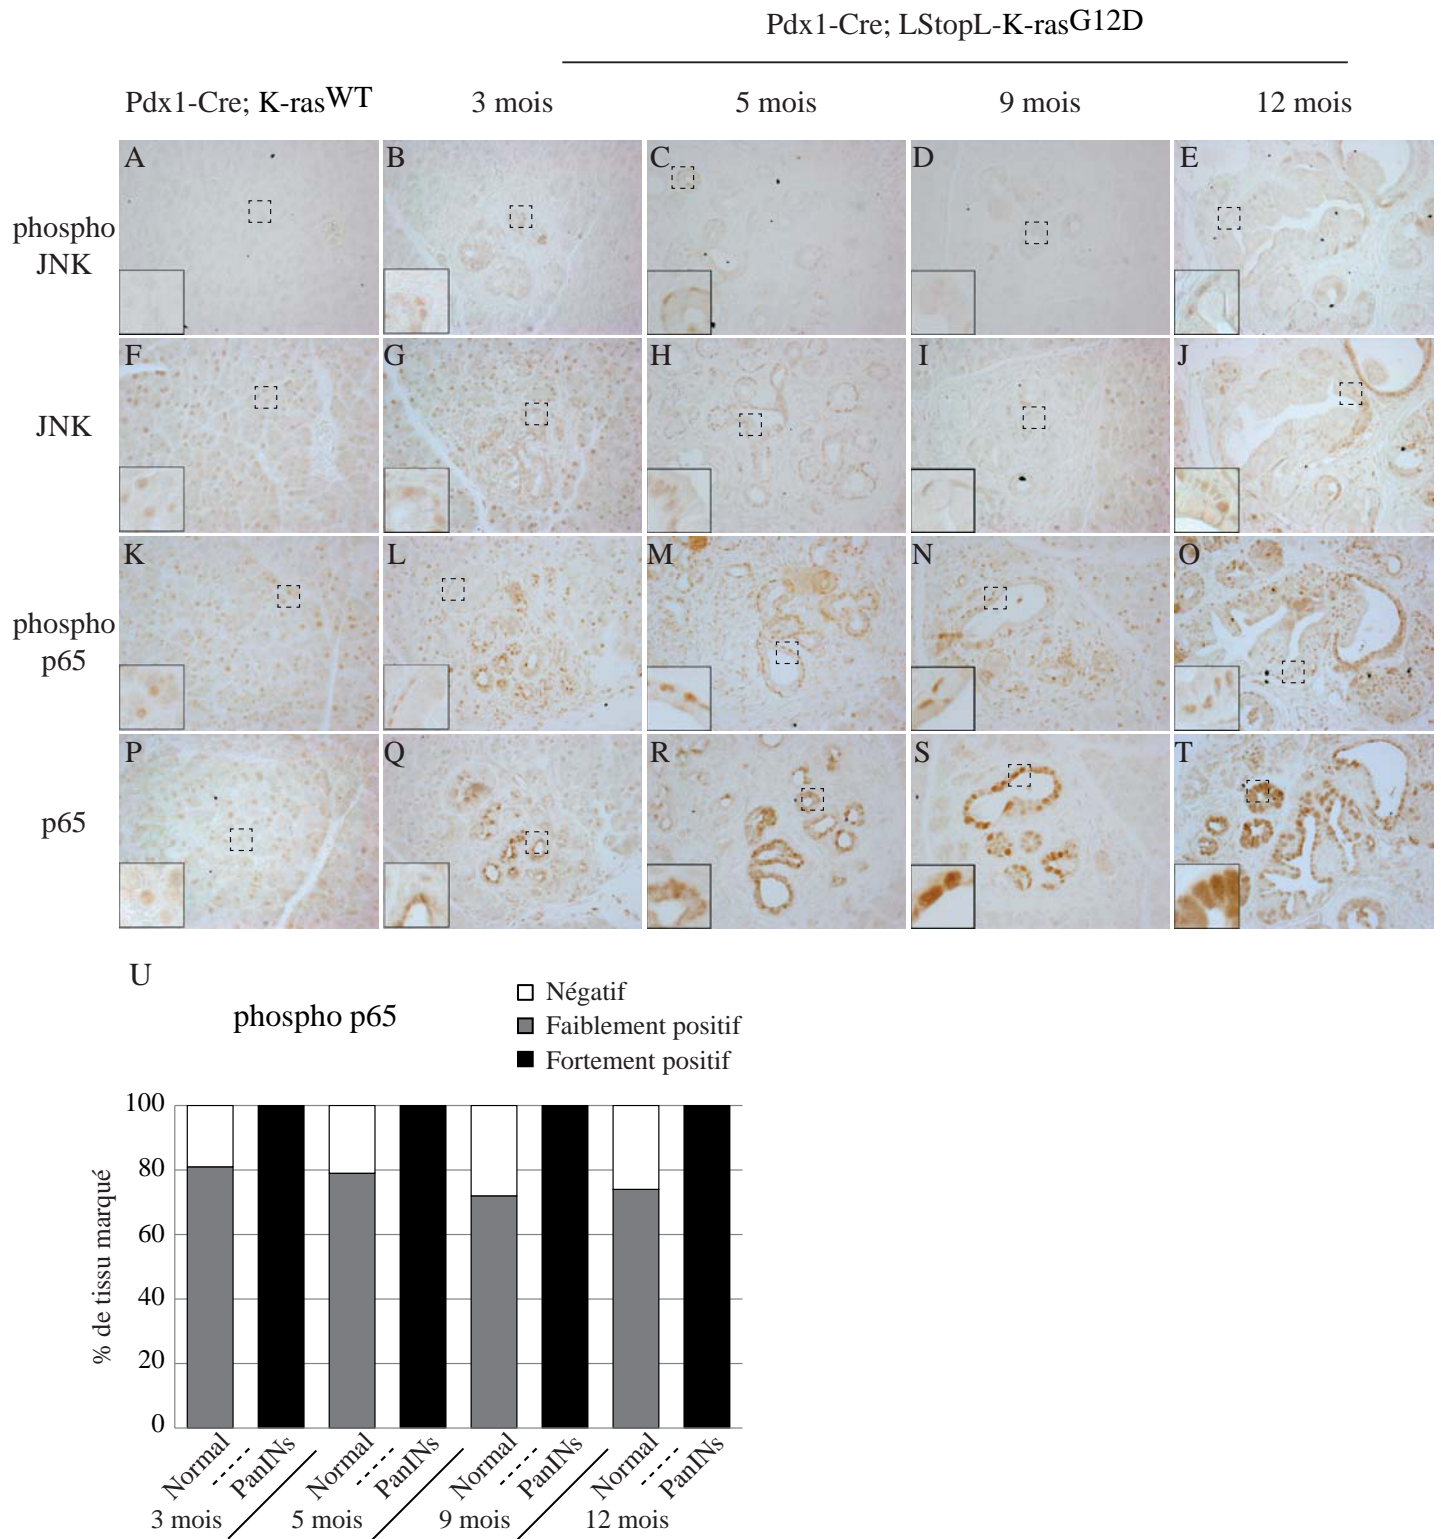 Pdx1-Cre; LStopL-K-rasG12D
Pdx1-Cre; K-rasWT 3 mois 5 mois 9 mois 12 mois
A B C D E
phospho
JNK
F G H I J
JNK
K L M N O
phospho
p65
P Q R S T
p65
U
phospho p65
Négatif
Faiblement positif
Fortement positif
% de tissu marqué
100
80
60
40
20
0
Normal PanINs Normal PanINs Normal PanINs Normal PanINs
3 mois 5 mois 9 mois 12 mois